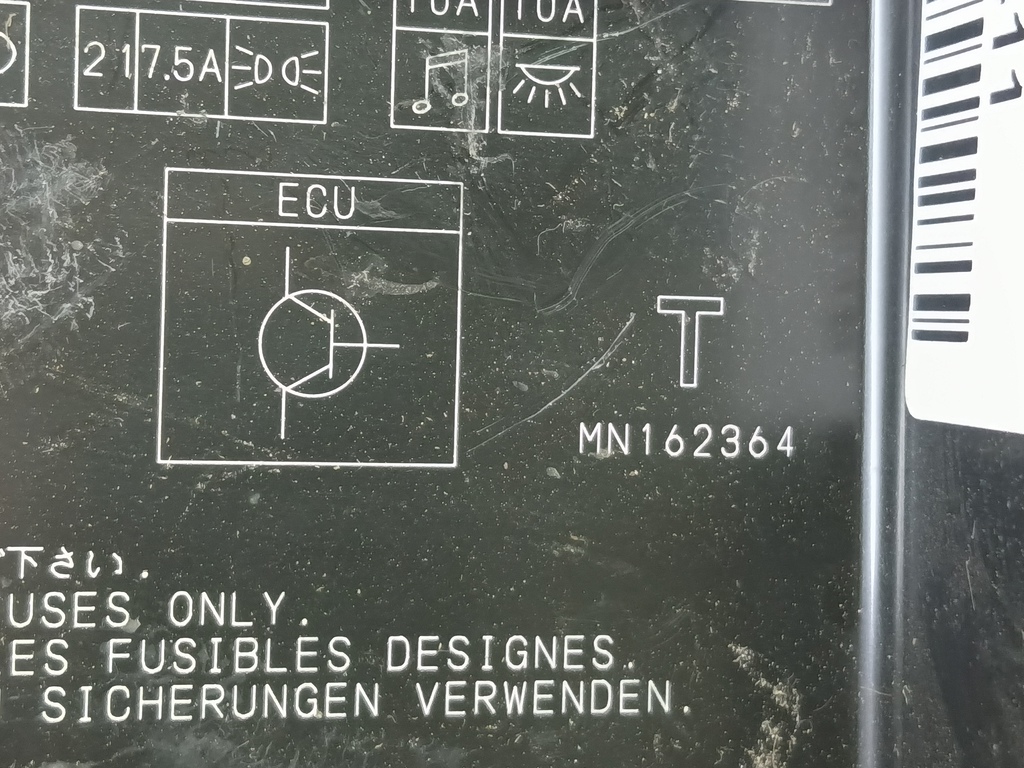 10A 10A
21 7.5A
ECU
T
MN162364
下さい.
USES ONLY.
ES FUSIBLES DESIGNES.
SICHERUNGEN VERWENDEN.